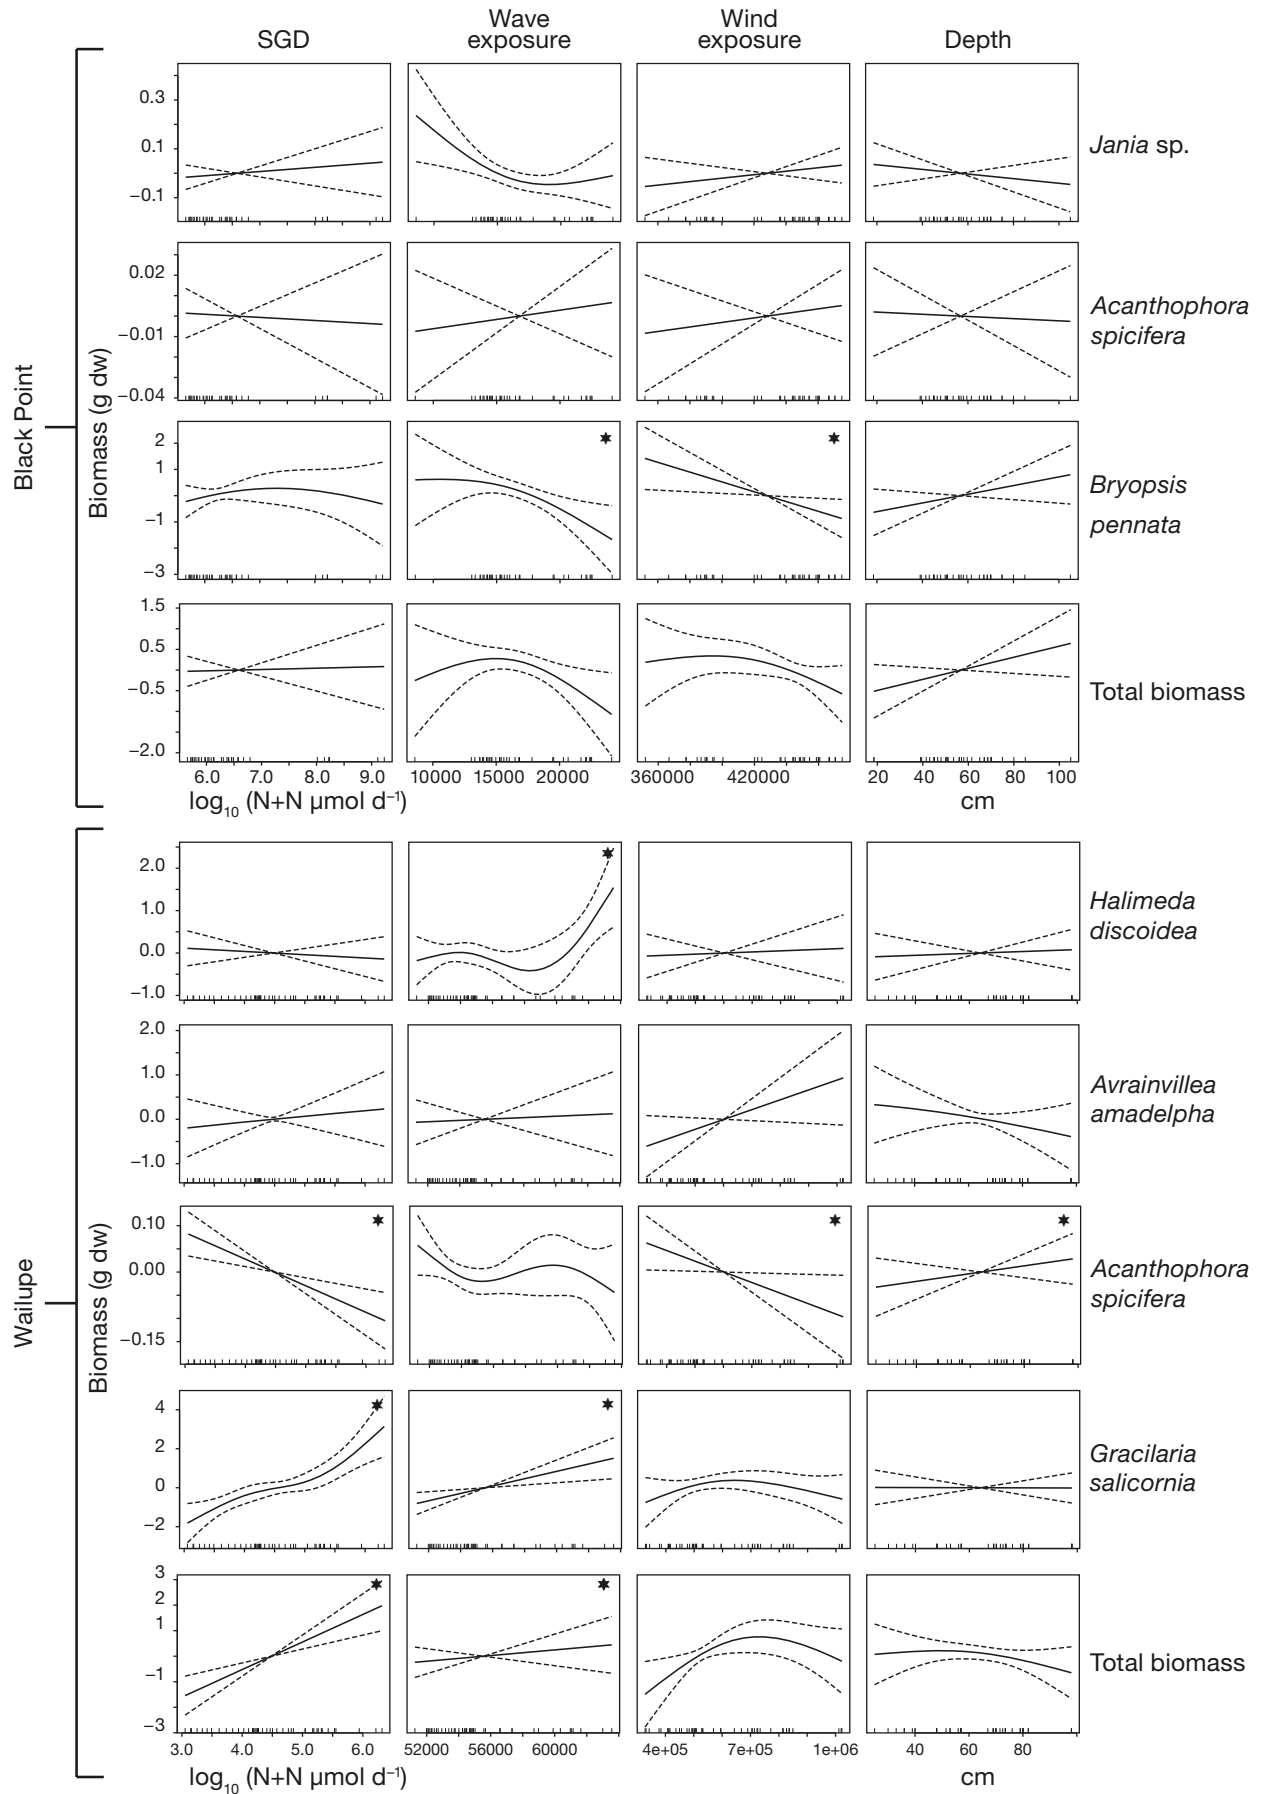 SGD
Wave
exposure
Wind
exposure
Depth
Black Point
Biomass (g dw)
0.3
0.1
−0.1
Jania sp.
0.02
−0.01
−0.04
Acanthophora
spicifera
2
1
−1
−3
Bryopsis
pennata
1.5
0.5
−0.5
−2.0
Total biomass
6.0 7.0 8.0 9.0
10000 15000 20000
360000 420000
20 40 60 80 100
log10 (N+N µmol d−1)
cm
Wailupe
Biomass (g dw)
2.0
1.0
0.0
−1.0
Halimeda
discoidea
2.0
1.0
0.0
−1.0
Avrainvillea
amadelpha
0.10
0.00
−0.15
Acanthophora
spicifera
4
2
0
−2
Gracilaria
salicornia
3
2
1
−1
−3
Total biomass
3.0 4.0 5.0 6.0
52000 56000 60000
4e+05 7e+05 1e+06
40 60 80
log10 (N+N µmol d−1)
cm